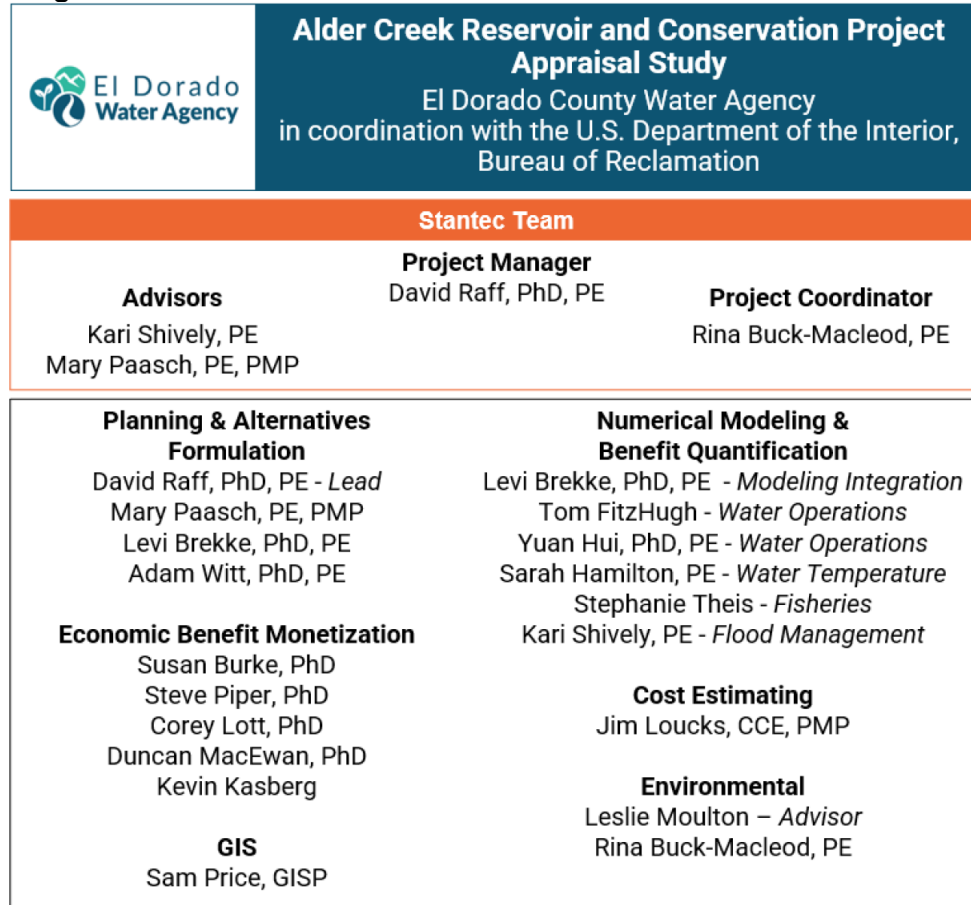 El Dorado
Water Agency
Alder Creek Reservoir and Conservation Project
Appraisal Study
El Dorado County Water Agency
in coordination with the U.S. Department of the Interior,
Bureau of Reclamation
Stantec Team
Project Manager
David Raff, PhD, PE
Advisors
Kari Shively, PE
Mary Paasch, PE, PMP
Project Coordinator
Rina Buck-Macleod, PE
Planning & Alternatives
Formulation
David Raff, PhD, PE - Lead
Mary Paasch, PE, PMP
Levi Brekke, PhD, PE
Adam Witt, PhD, PE
Economic Benefit Monetization
Susan Burke, PhD
Steve Piper, PhD
Corey Lott, PhD
Duncan MacEwan, PhD
Kevin Kasberg
GIS
Sam Price, GISP
Numerical Modeling &
Benefit Quantification
Levi Brekke, PhD, PE - Modeling Integration
Tom FitzHugh - Water Operations
Yuan Hui, PhD, PE - Water Operations
Sarah Hamilton, PE - Water Temperature
Stephanie Theis - Fisheries
Kari Shively, PE - Flood Management
Cost Estimating
Jim Loucks, CCE, PMP
Environmental
Leslie Moulton – Advisor
Rina Buck-Macleod, PE